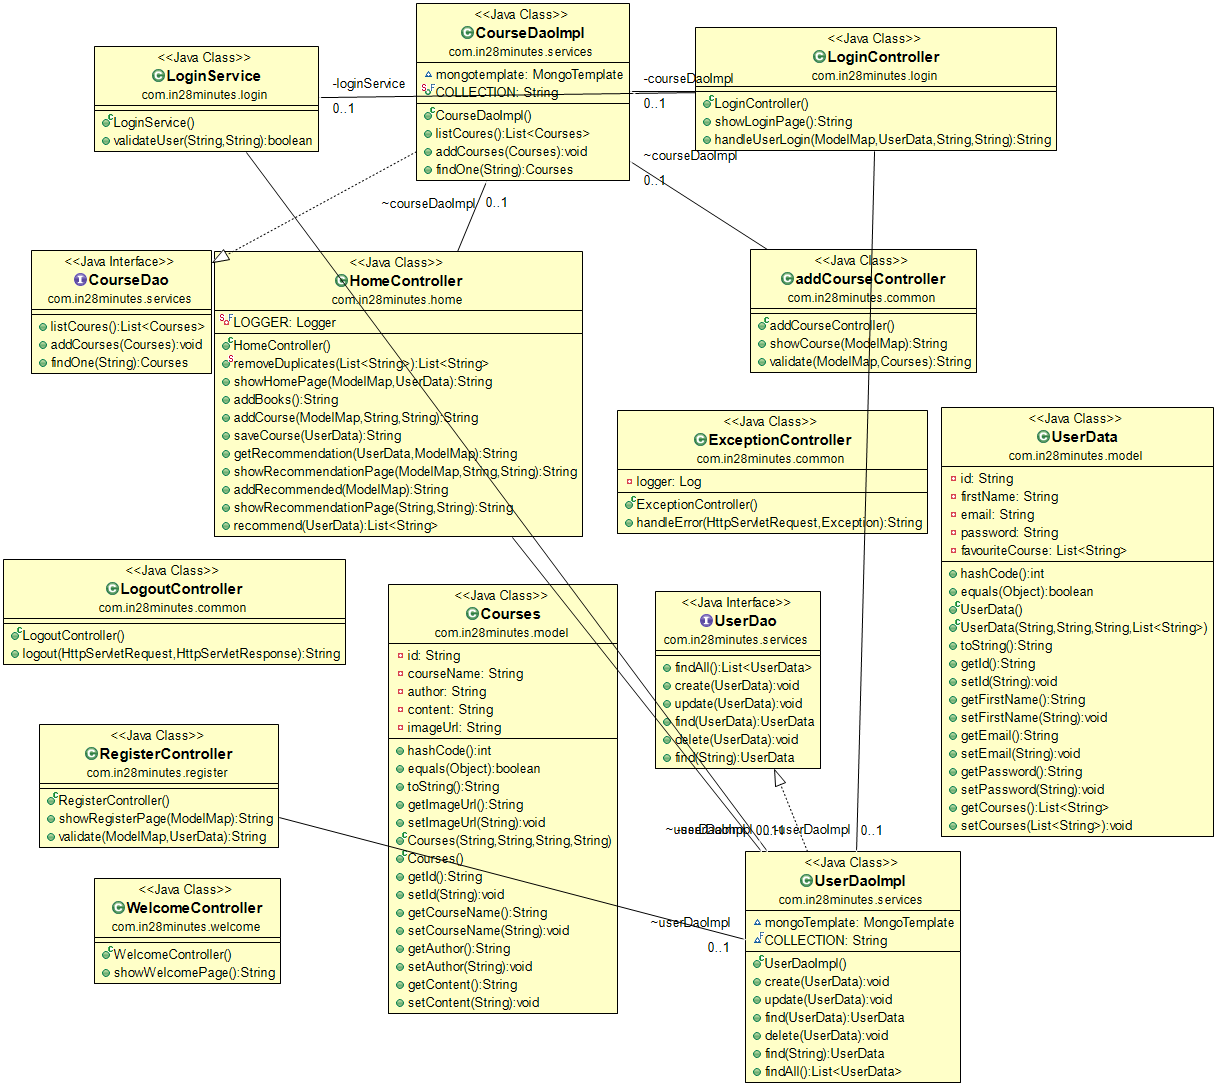 <<Java Class>>
CourseDaoImpl
com.in28minutes.services
mongotemplate: MongoTemplate
COLLECTION: String
CourseDaoImpl()
listCoures():List<Courses>
addCourses(Courses):void
findOne(String):Courses
<<Java Class>>
LoginController
com.in28minutes.login
LoginController()
showLoginPage():String
handleUserLogin(ModelMap,UserData,String,String):String
<<Java Class>>
LoginService
com.in28minutes.login
LoginService()
validateUser(String,String):boolean
-loginService
0..1
-courseDaoImpl
0..1
~courseDaoImpl
0..1
~courseDaoImpl
0..1
<<Java Interface>>
CourseDao
com.in28minutes.services
listCoures():List<Courses>
addCourses(Courses):void
findOne(String):Courses
<<Java Class>>
HomeController
com.in28minutes.home
LOGGER: Logger
HomeController()
removeDuplicates(List<String>):List<String>
showHomePage(ModelMap,UserData):String
addBooks():String
addCourse(ModelMap,String,String):String
saveCourse(UserData):String
getRecommendation(UserData,ModelMap):String
showRecommendationPage(ModelMap,String,String):String
addRecommended(ModelMap):String
showRecommendationPage(String,String):String
recommend(UserData):List<String>
<<Java Class>>
addCourseController
com.in28minutes.common
addCourseController()
showCourse(ModelMap):String
validate(ModelMap,Courses):String
<<Java Class>>
ExceptionController
com.in28minutes.common
logger: Log
ExceptionController()
handleError(HttpServletRequest,Exception):String
<<Java Class>>
UserData
com.in28minutes.model
id: String
firstName: String
email: String
password: String
favouriteCourse: List<String>
hashCode():int
equals(Object):boolean
UserData()
UserData(String,String,String,List<String>)
toString():String
getId():String
setId(String):void
getFirstName():String
setFirstName(String):void
getEmail():String
setEmail(String):void
getPassword():String
setPassword(String):void
getCourses():List<String>
setCourses(List<String>):void
<<Java Class>>
LogoutController
com.in28minutes.common
LogoutController()
logout(HttpServletRequest,HttpServletResponse):String
<<Java Class>>
Courses
com.in28minutes.model
id: String
courseName: String
author: String
content: String
imageUrl: String
hashCode():int
equals(Object):boolean
toString():String
getImageUrl():String
setImageUrl(String):void
Courses(String,String,String,String)
Courses()
getId():String
setId(String):void
getCourseName():String
setCourseName(String):void
getAuthor():String
setAuthor(String):void
getContent():String
setContent(String):void
<<Java Interface>>
UserDao
com.in28minutes.services
findAll():List<UserData>
create(UserData):void
update(UserData):void
find(UserData):UserData
delete(UserData):void
find(String):UserData
<<Java Class>>
RegisterController
com.in28minutes.register
RegisterController()
showRegisterPage(ModelMap):String
validate(ModelMap,UserData):String
<<Java Class>>
WelcomeController
com.in28minutes.welcome
WelcomeController()
showWelcomePage():String
userDaoImpl
0..1
~userDaoImpl
0..1
<<Java Class>>
UserDaoImpl
com.in28minutes.services
mongoTemplate: MongoTemplate
COLLECTION: String
UserDaoImpl()
create(UserData):void
update(UserData):void
find(UserData):UserData
delete(UserData):void
find(String):UserData
findAll():List<UserData>